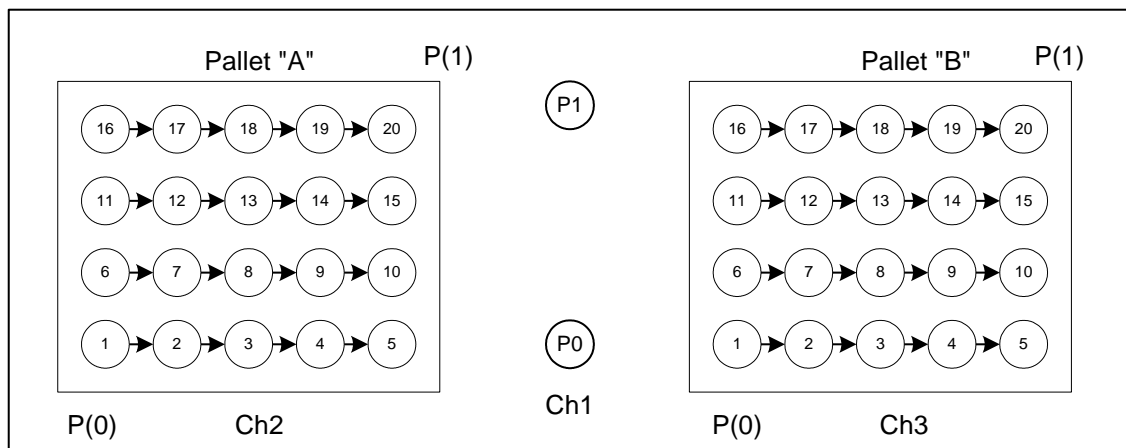 Pallet "A"
P(1)
P1
Pallet "B"
P(1)
16 17 18 19 20
16 17 18 19 20
11 12 13 14 15
11 12 13 14 15
6 7 8 9 10
6 7 8 9 10
1 2 3 4 5
P0
1 2 3 4 5
Ch1
P(0)
Ch2
P(0)
Ch3